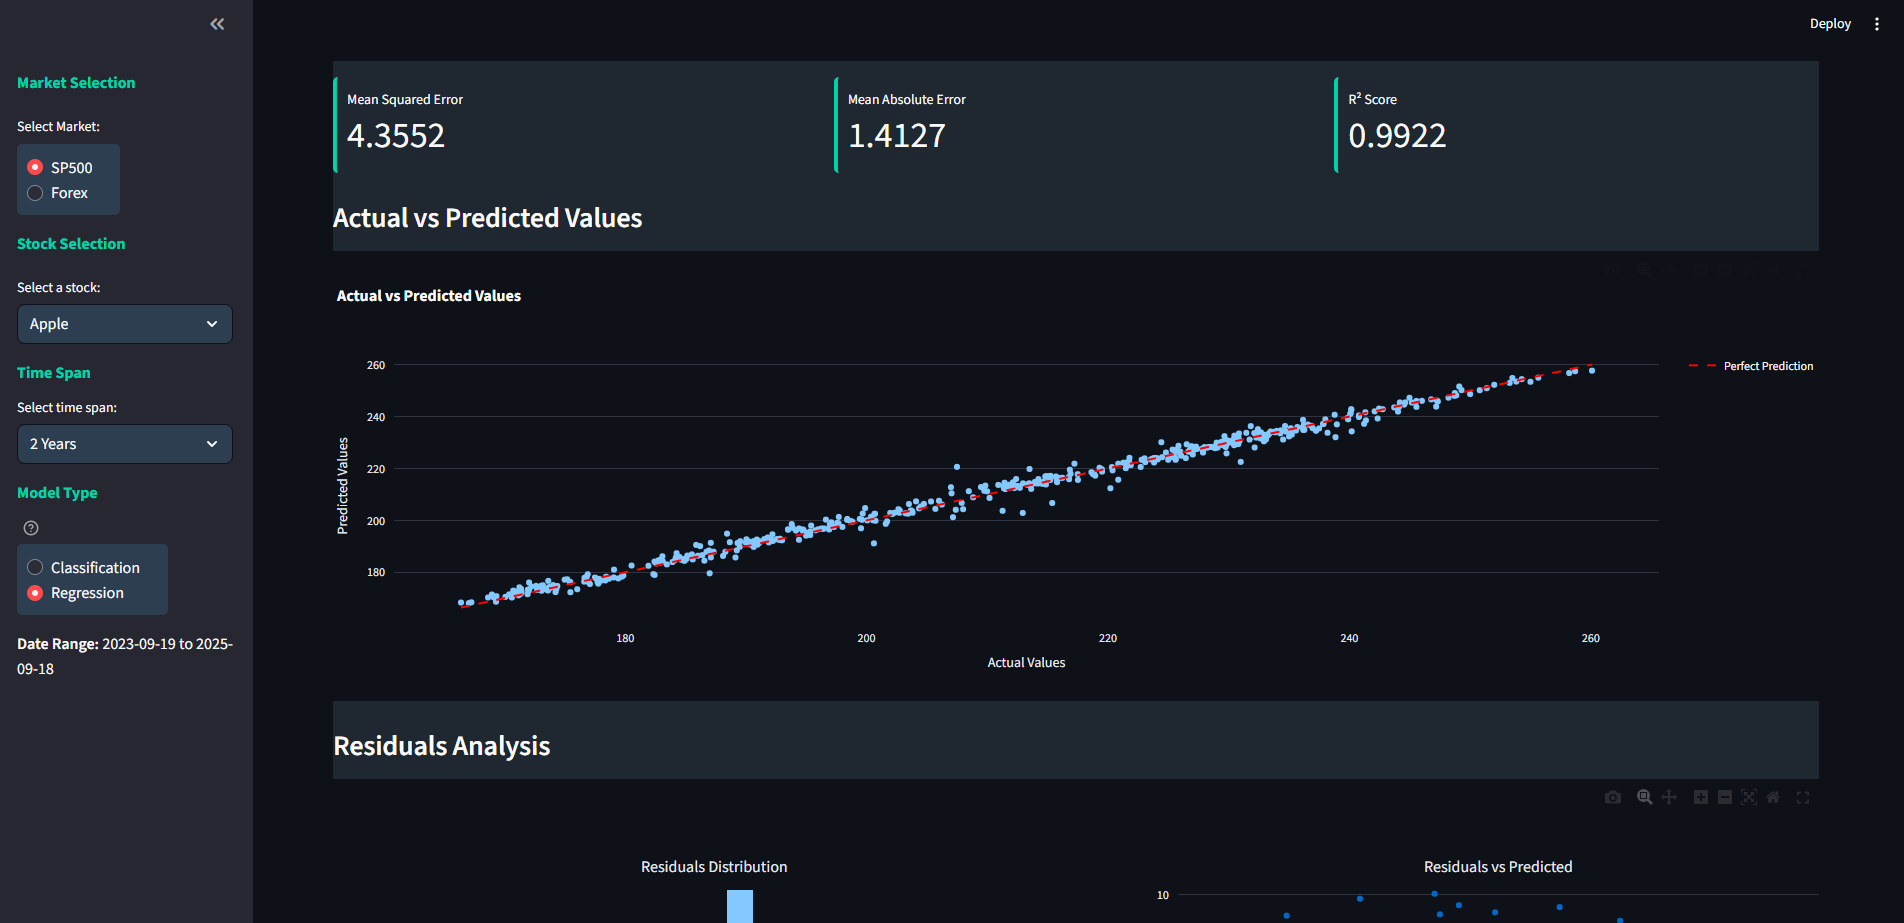 Market Selection
Select Market:
SP500
Forex
Stock Selection
Select a stock:
Apple
Time Span
Select time span:
2 Years
Model Type
Classification
Regression
Date Range: 2023-09-19 to 2025-
09-18
Deploy
Mean Squared Error
4.3552
Mean Absolute Error
1.4127
R² Score
0.9922
Actual vs Predicted Values
Actual vs Predicted Values
Predicted Values
260
240
220
200
180
180 200 220 240 260
Actual Values
Perfect Prediction
Residuals Analysis
Residuals Distribution
Residuals vs Predicted
10